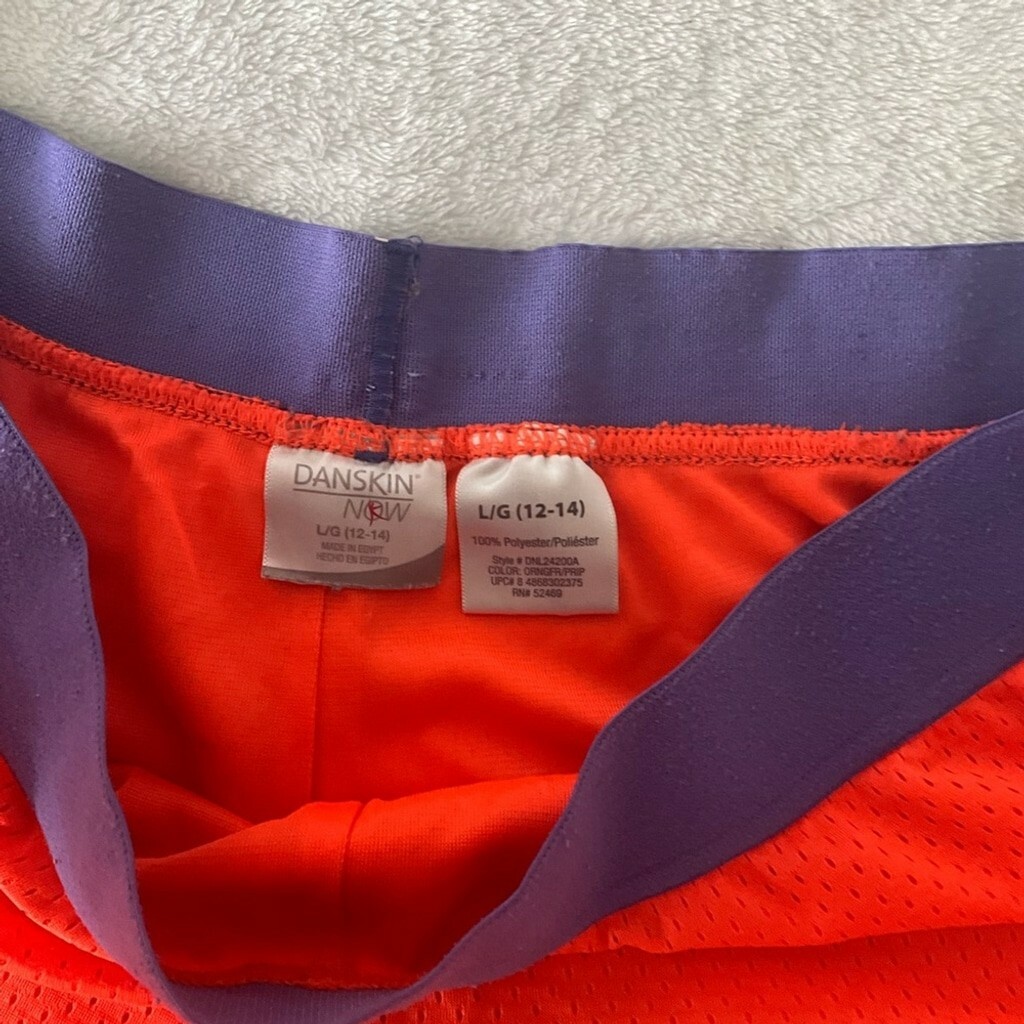 DANSKIN®
NOW
L/G (12-14)
MADE IN EGYPT
HECHO EN EGIPTO
L/G (12-14)
100% Polyester/Poliéster
Style # DNL24200A
COLOR: ORNGFR/PRIP
UPC# 8 4868302375
RN# 52469